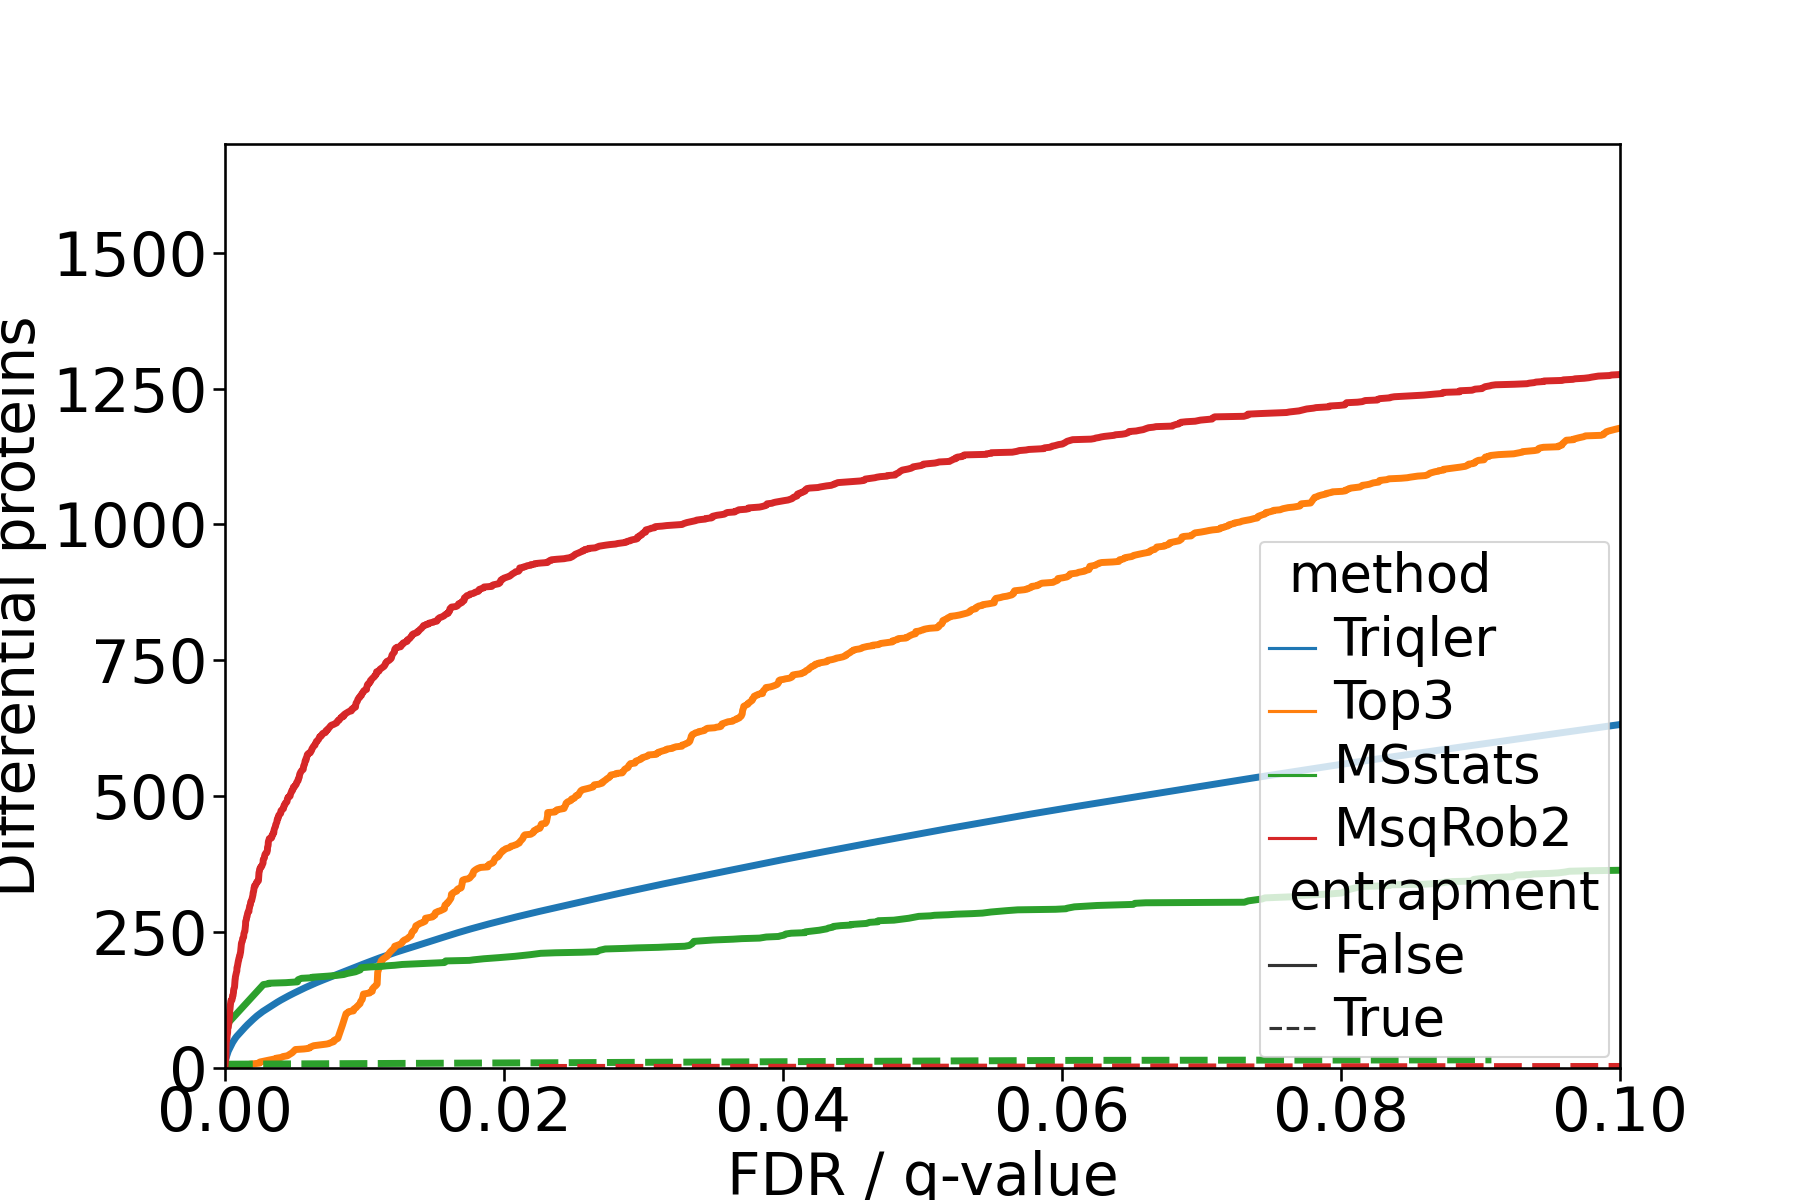 Differential proteins
1500
1250
1000
750
500
250
0
0.00 0.02 0.04 0.06 0.08 0.10
FDR / q-value
method
Triqler
Top3
MSstats
MsqRob2
entrapment
False
True